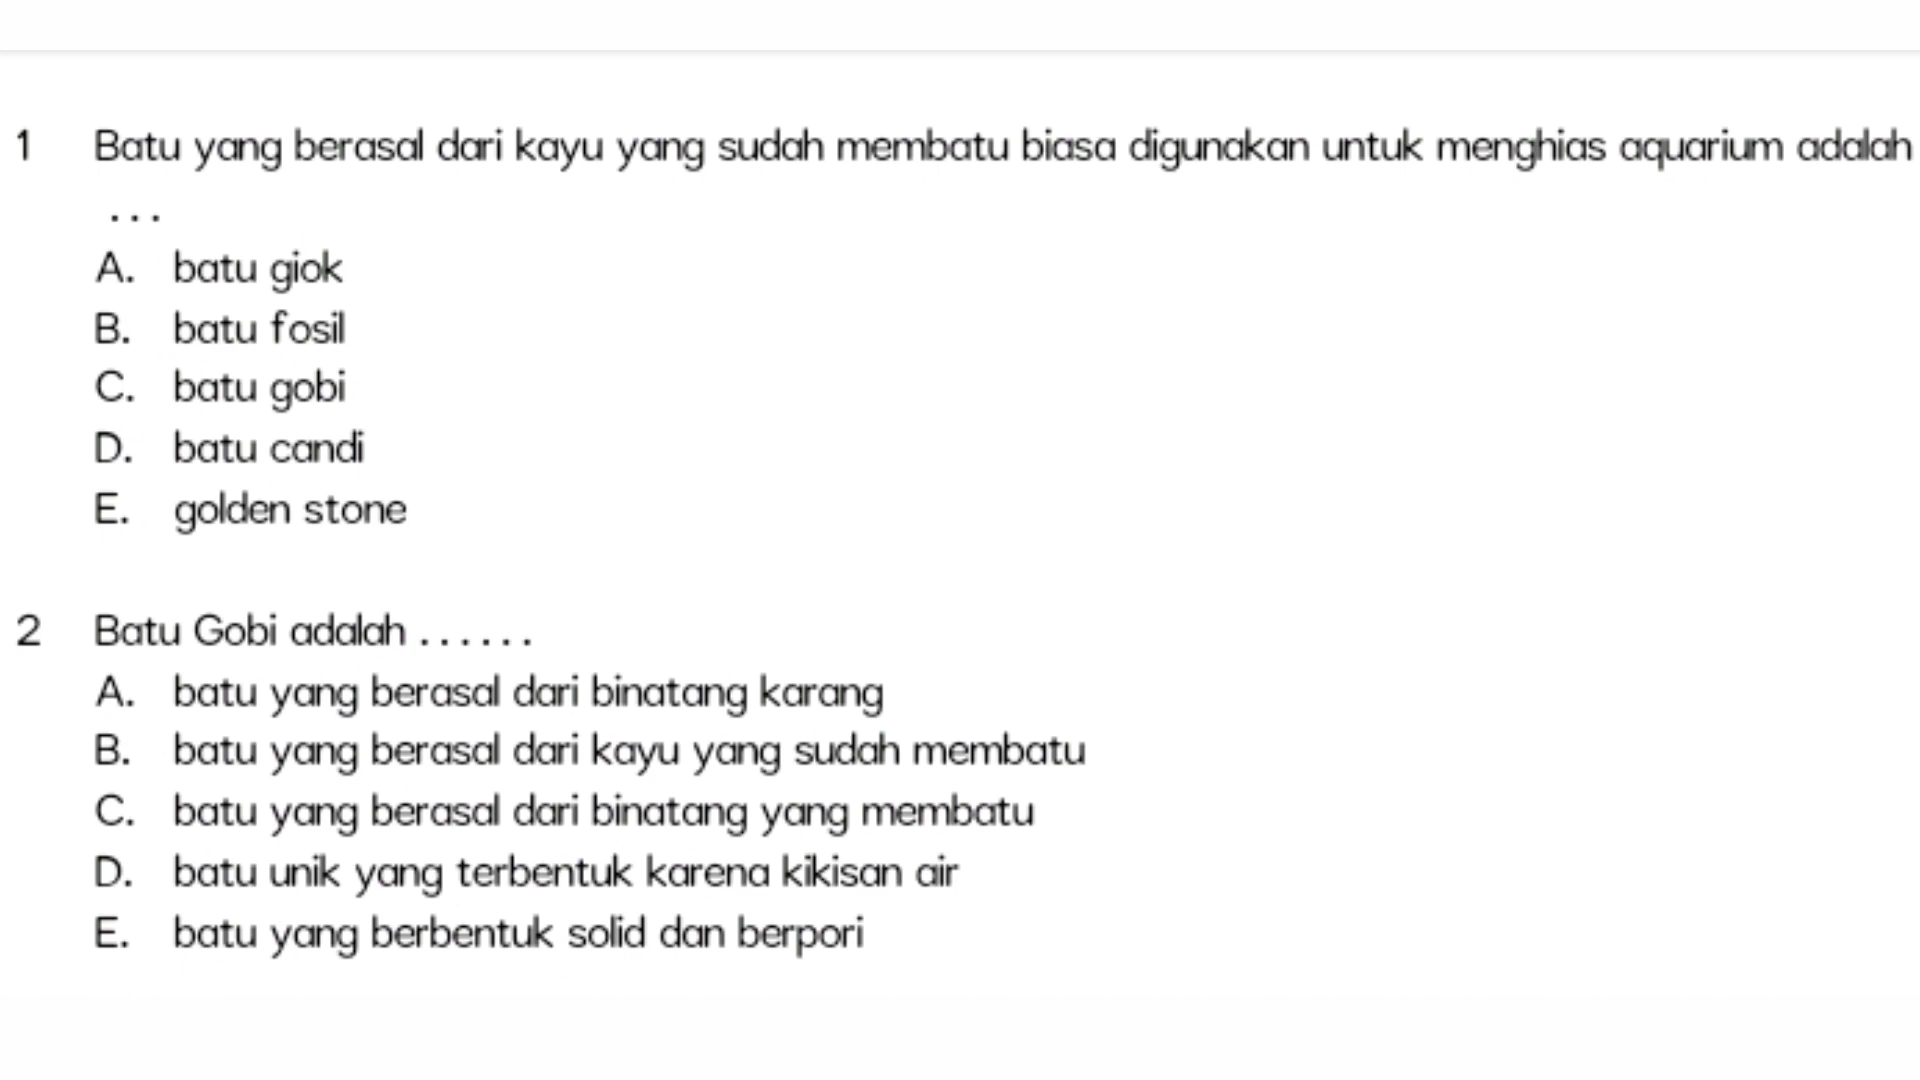 1 Batu yang berasal dari kayu yang sudah membatu biasa digunakan untuk menghias aquarium adalah
. . .
A. batu giok
B. batu fosil
C. batu gobi
D. batu candi
E. golden stone
2 Batu Gobi adalah . . . . . .
A. batu yang berasal dari binatang karang
B. batu yang berasal dari kayu yang sudah membatu
C. batu yang berasal dari binatang yang membatu
D. batu unik yang terbentuk karena kikisan air
E. batu yang berbentuk solid dan berpori